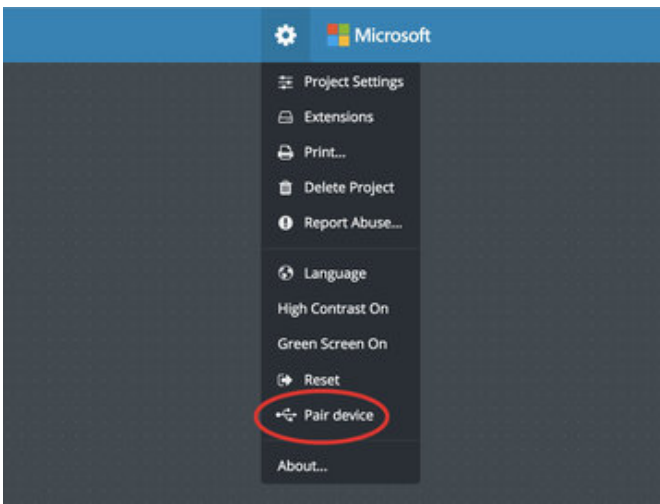 Microsoft
Project Settings
Extensions
Print...
Delete Project
Report Abuse...
Language
High Contrast On
Green Screen On
Reset
Pair device
About...